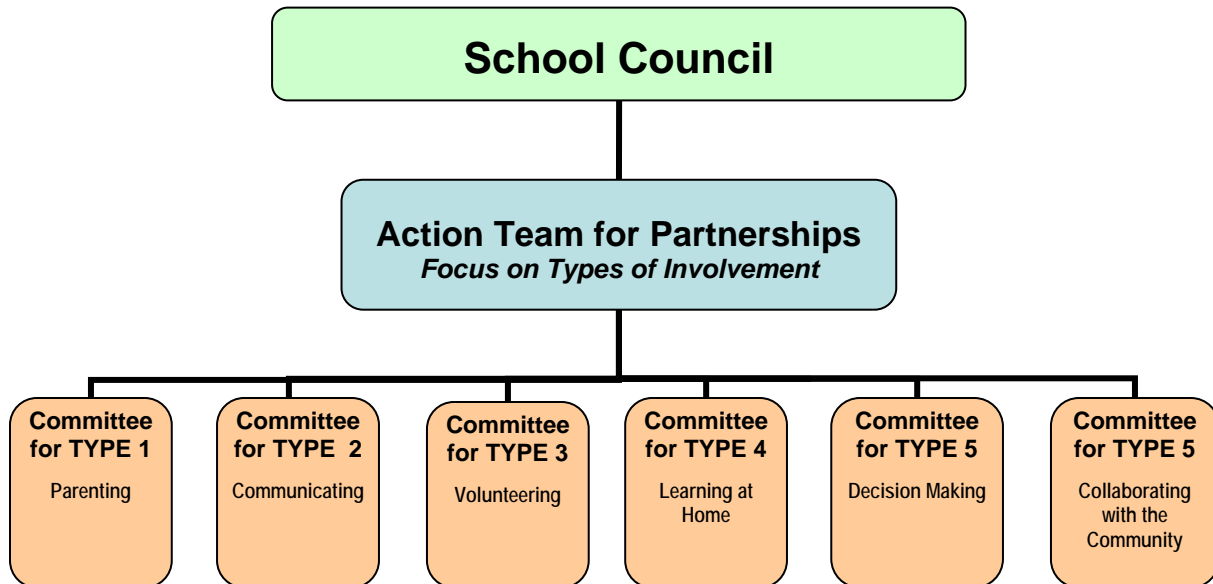 School Council
Action Team for Partnerships
Focus on Types of Involvement
Committee
for TYPE 1
Parenting
Committee
for TYPE 2
Communicating
Committee
for TYPE 3
Volunteering
Committee
for TYPE 4
Learning at
Home
Committee
for TYPE 5
Decision Making
Committee
for TYPE 5
Collaborating
with the
Community